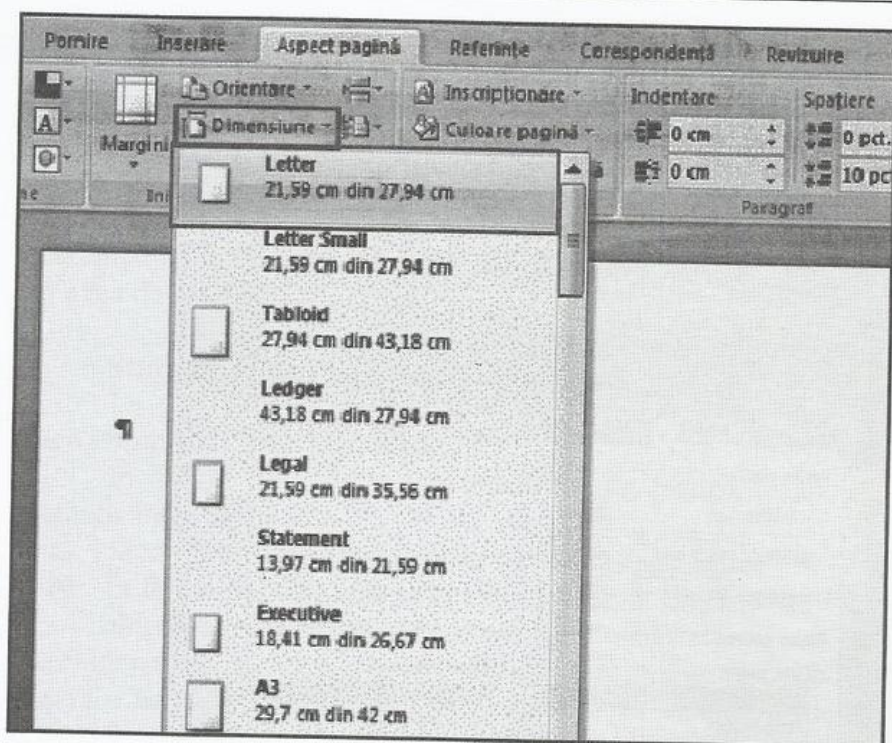 Pornire Inserare Aspect pagină Referințe Corespondență Revizuire
Orientare Inscripționare Indentare Spațiere
A Margini Dimensiune Culoare pagină 0 cm 0 pct.
0 cm 10 pct
Paragraf
Letter
21,59 cm din 27,94 cm
Letter Small
21,59 cm din 27,94 cm
Tabloid
27,94 cm din 43,18 cm
Ledger
43,18 cm din 27,94 cm
¶
Legal
21,59 cm din 35,56 cm
Statement
13,97 cm din 21,59 cm
Executive
18,41 cm din 26,67 cm
A3
29,7 cm din 42 cm